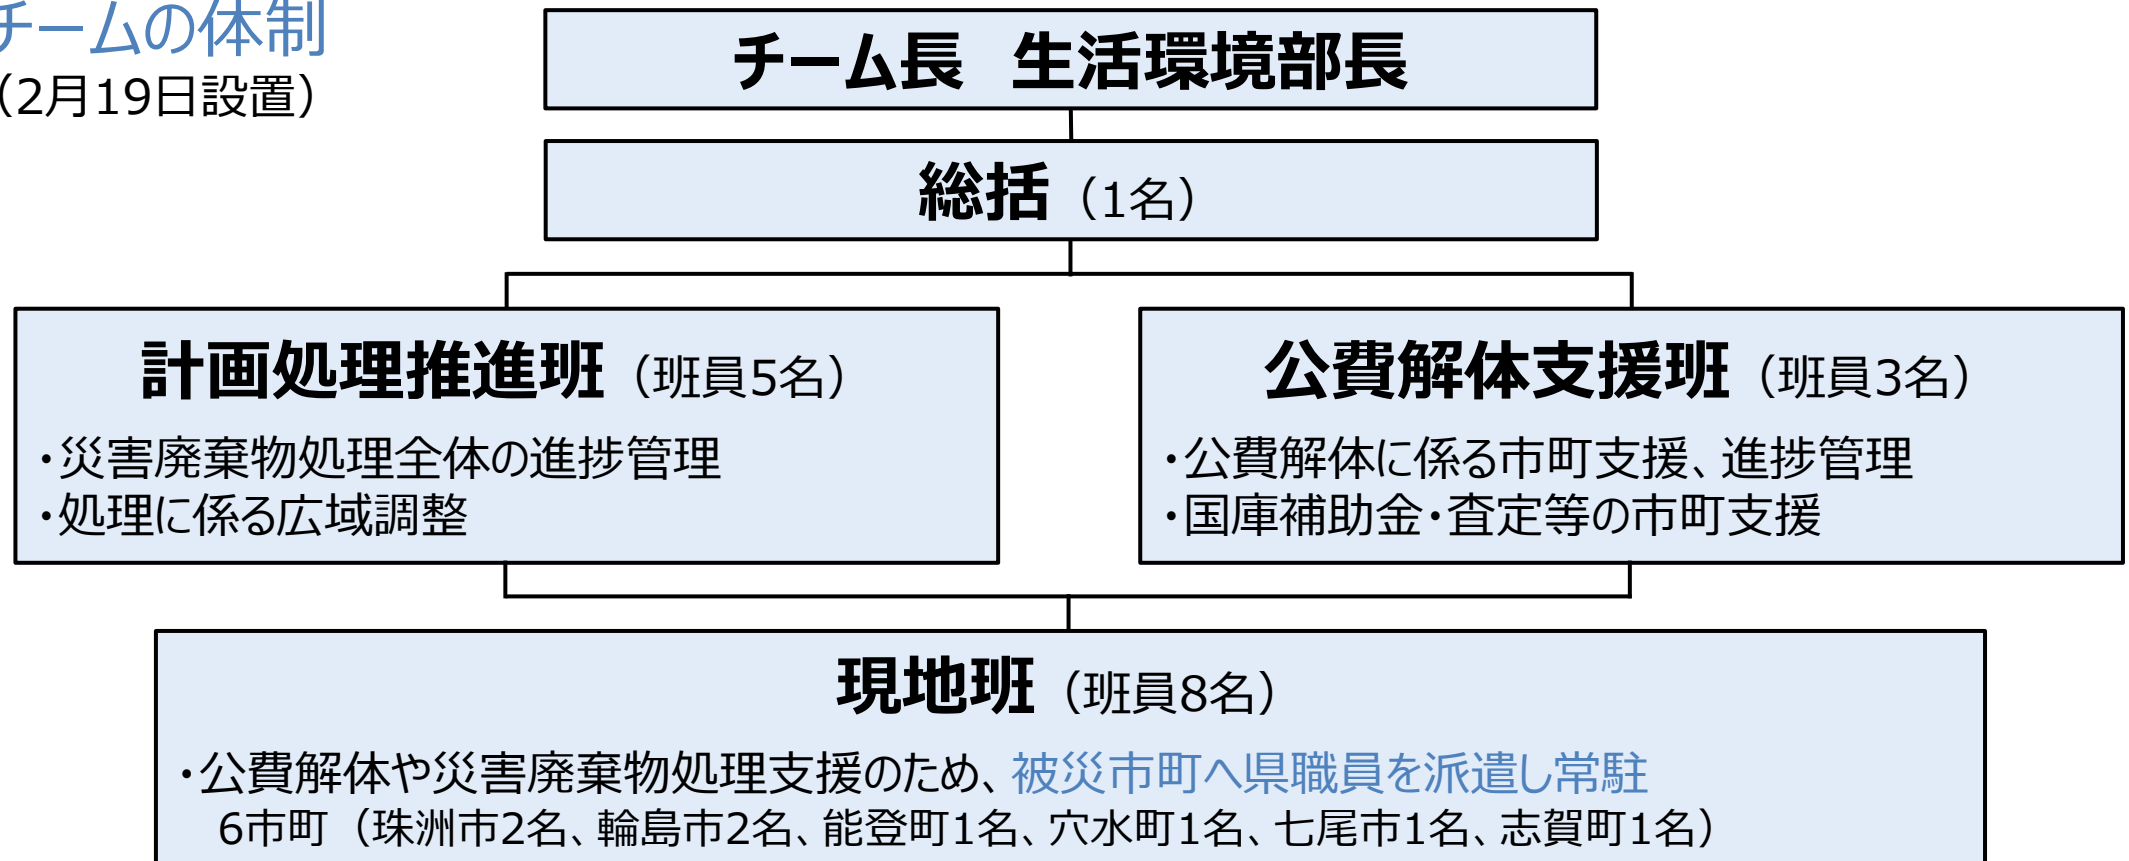 チームの体制
（2月19日設置）
チーム長　生活環境部長
総括（1名）
計画処理推進班（班員5名）
・災害廃棄物処理全体の進捗管理
・処理に係る広域調整
公費解体支援班（班員3名）
・公費解体に係る市町支援、進捗管理
・国庫補助金・査定等の市町支援
現地班（班員8名）
・公費解体や災害廃棄物処理支援のため、被災市町へ県職員を派遣し常駐
6市町（珠洲市2名、輪島市2名、能登町1名、穴水町1名、七尾市1名、志賀町1名）